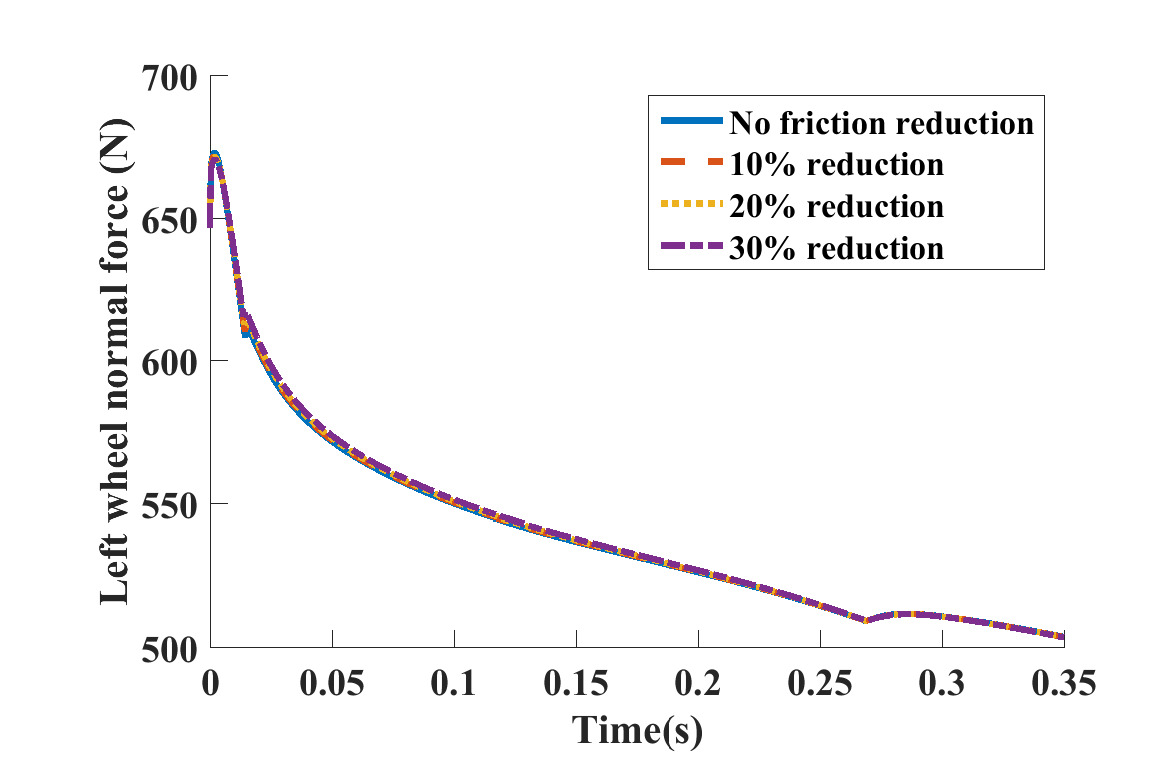 700
650
600
550
500
Left wheel normal force (N)
No friction reduction
10% reduction
20% reduction
30% reduction
0 0.05 0.1 0.15 0.2 0.25 0.3 0.35
Time(s)